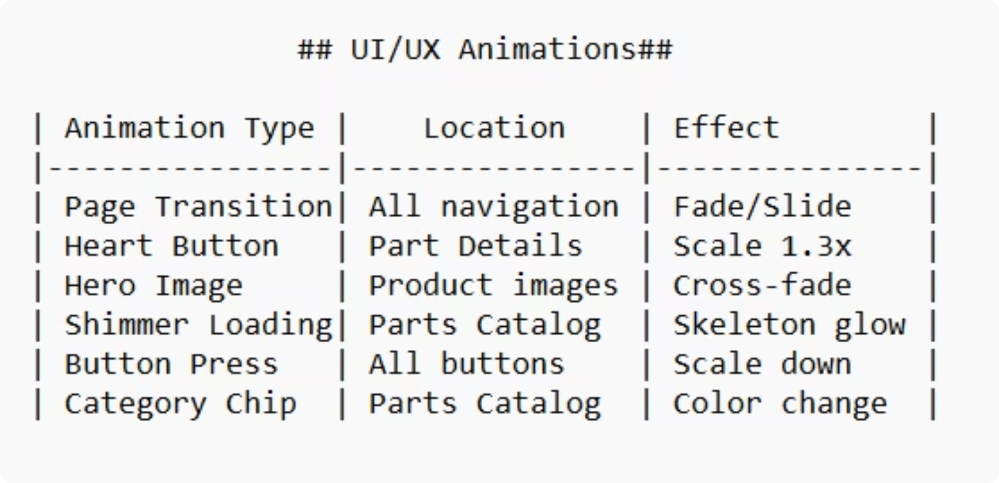 ## UI/UX Animations##
| Animation Type |    Location    | Effect        |
|----------------|----------------|---------------|
| Page Transition| All navigation | Fade/Slide    |
| Heart Button   | Part Details   | Scale 1.3x    |
| Hero Image     | Product images | Cross-fade    |
| Shimmer Loading| Parts Catalog  | Skeleton glow |
| Button Press   | All buttons    | Scale down    |
| Category Chip  | Parts Catalog  | Color change  |